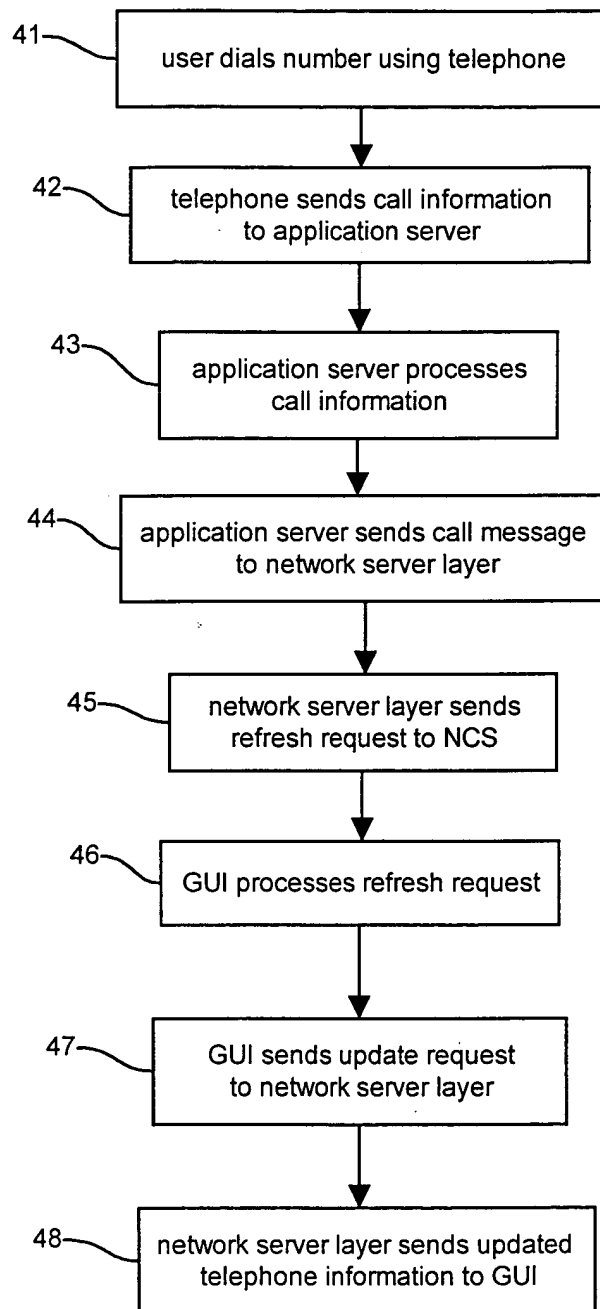 41
user dials number using telephone
42
telephone sends call information
to application server
43
application server processes
call information
44
application server sends call message
to network server layer
45
network server layer sends
refresh request to NCS
46
GUI processes refresh request
47
GUI sends update request
to network server layer
48
network server layer sends updated
telephone information to GUI